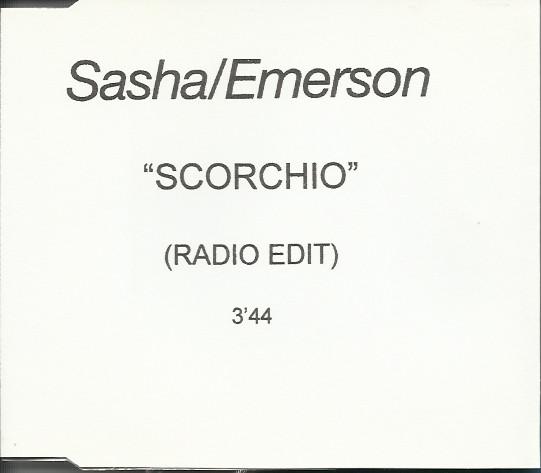 Sasha/Emerson
“SCORCHIO”
(RADIO EDIT)
3’44